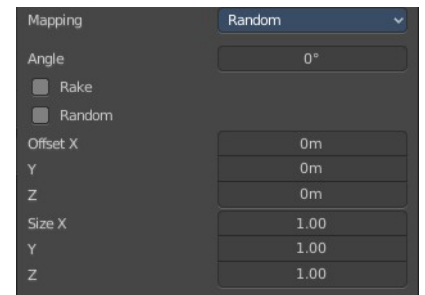 Mapping Random
Angle 0°
Rake
Random
Offset X 0m
Y 0m
Z 0m
Size X 1.00
Y 1.00
Z 1.00